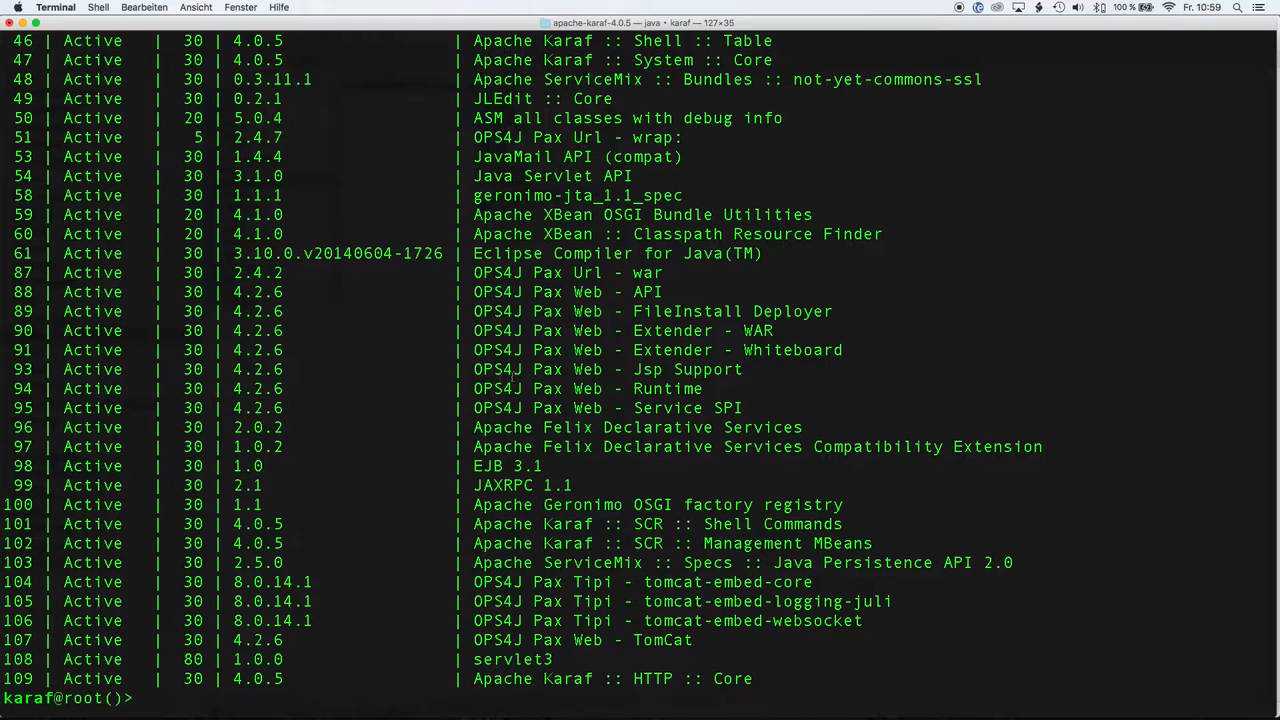 Terminal Shell Bearbeiten Ansicht Fenster Hilfe 100 % Fr. 10:59
apache-karaf-4.0.5 — java • karaf — 127×35
46 | Active | 30 | 4.0.5 | Apache Karaf :: Shell :: Table
47 | Active | 30 | 4.0.5 | Apache Karaf :: System :: Core
48 | Active | 30 | 0.3.11.1 | Apache ServiceMix :: Bundles :: not-yet-commons-ssl
49 | Active | 30 | 0.2.1 | JLEdit :: Core
50 | Active | 20 | 5.0.4 | ASM all classes with debug info
51 | Active | 5 | 2.4.7 | OPS4J Pax Url - wrap:
53 | Active | 30 | 1.4.4 | JavaMail API (compat)
54 | Active | 30 | 3.1.0 | Java Servlet API
58 | Active | 30 | 1.1.1 | geronimo-jta_1.1_spec
59 | Active | 20 | 4.1.0 | Apache XBean OSGI Bundle Utilities
60 | Active | 20 | 4.1.0 | Apache XBean :: Classpath Resource Finder
61 | Active | 30 | 3.10.0.v20140604-1726 | Eclipse Compiler for Java(TM)
87 | Active | 30 | 2.4.2 | OPS4J Pax Url - war
88 | Active | 30 | 4.2.6 | OPS4J Pax Web - API
89 | Active | 30 | 4.2.6 | OPS4J Pax Web - FileInstall Deployer
90 | Active | 30 | 4.2.6 | OPS4J Pax Web - Extender - WAR
91 | Active | 30 | 4.2.6 | OPS4J Pax Web - Extender - Whiteboard
93 | Active | 30 | 4.2.6 | OPS4J Pax Web - Jsp Support
94 | Active | 30 | 4.2.6 | OPS4J Pax Web - Runtime
95 | Active | 30 | 4.2.6 | OPS4J Pax Web - Service SPI
96 | Active | 30 | 2.0.2 | Apache Felix Declarative Services
97 | Active | 30 | 1.0.2 | Apache Felix Declarative Services Compatibility Extension
98 | Active | 30 | 1.0 | EJB 3.1
99 | Active | 30 | 2.1 | JAXRPC 1.1
100 | Active | 30 | 1.1 | Apache Geronimo OSGI factory registry
101 | Active | 30 | 4.0.5 | Apache Karaf :: SCR :: Shell Commands
102 | Active | 30 | 4.0.5 | Apache Karaf :: SCR :: Management MBeans
103 | Active | 30 | 2.5.0 | Apache ServiceMix :: Specs :: Java Persistence API 2.0
104 | Active | 30 | 8.0.14.1 | OPS4J Pax Tipi - tomcat-embed-core
105 | Active | 30 | 8.0.14.1 | OPS4J Pax Tipi - tomcat-embed-logging-juli
106 | Active | 30 | 8.0.14.1 | OPS4J Pax Tipi - tomcat-embed-websocket
107 | Active | 30 | 4.2.6 | OPS4J Pax Web - TomCat
108 | Active | 80 | 1.0.0 | servlet3
109 | Active | 30 | 4.0.5 | Apache Karaf :: HTTP :: Core
karaf@root()>